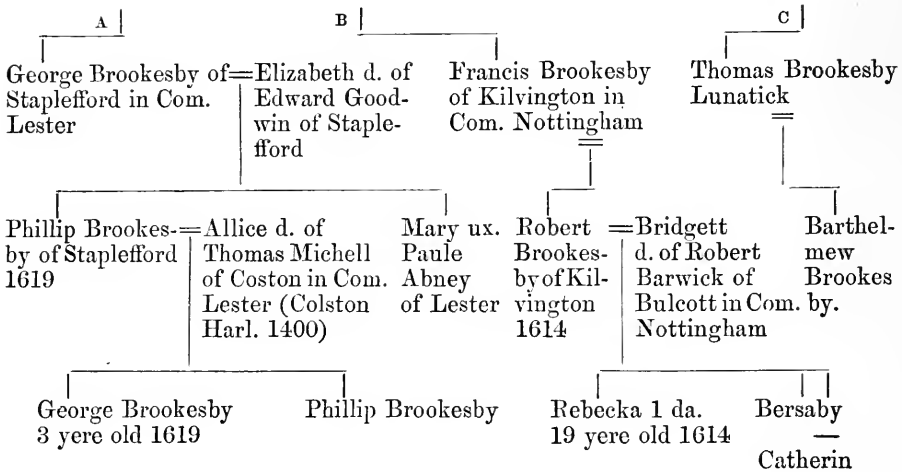 A B C
George Brookesby of=Elizabeth d. of
Staplefford in Com.
Lester
Edward Good-
win of Staple-
fford
Francis Brookesby
of Kilvington in
Com. Nottingham
Thomas Brookesby
Lunatick
=
=
Phillip Brookes-=Allice d. of
by of Staplefford
1619
Thomas Michell
of Coston in Com.
Lester (Colston
Harl. 1400)
Mary ux.
Paule
Abney
of Lester
Robert =Bridgett
Brookes-
by of Kil-
vington
1614
d. of Robert
Barwick of
Bulcott in Com.
Nottingham
Barthel-
mew
Brookes
by.
George Brookesby
3 yere old 1619
Phillip Brookesby
Rebecka 1 da.
19 yere old 1614
Bersaby
—
Catherin